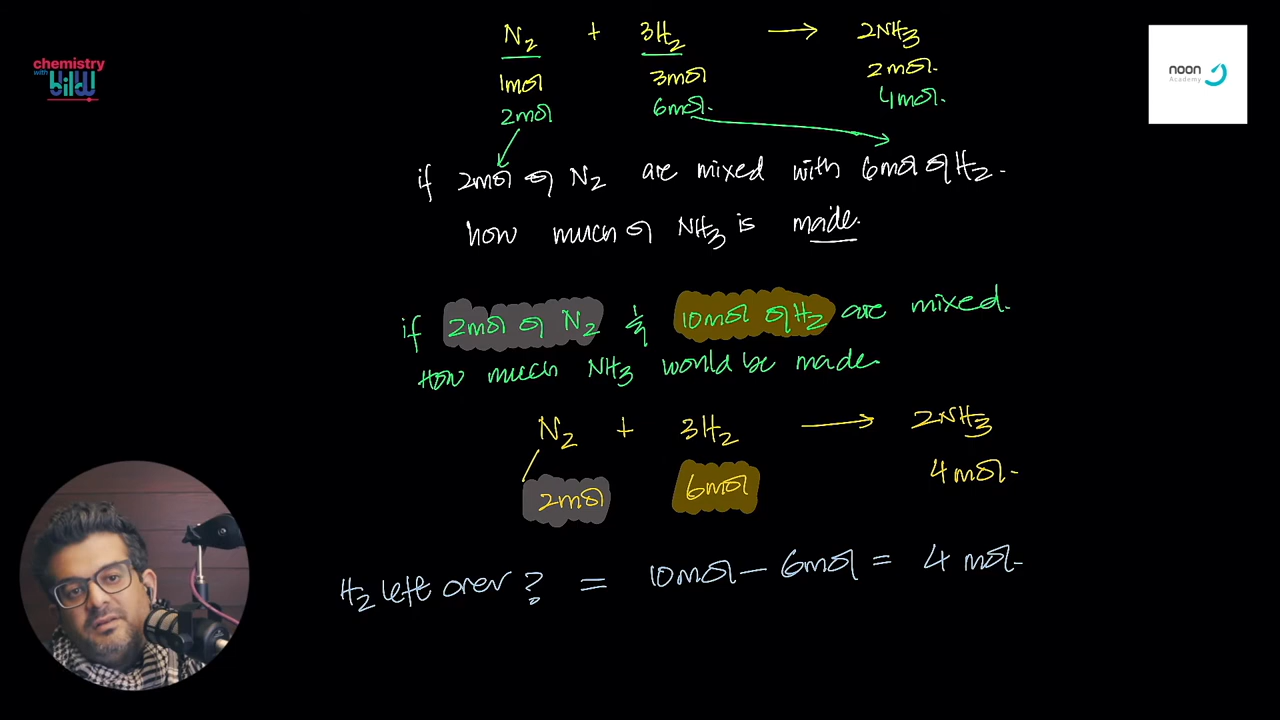 N₂ + 3H₂ → 2NH₃
1mol 3mol 2mol.
2mol 6mol. 4mol.
chemistry
with
bilal
noon
Academy
if 2mol of N₂ are mixed with 6mol of H₂.
how much of NH₃ is made.
if 2mol of N₂ & 10mol of H₂ are mixed.
How much NH₃ would be made.
N₂ + 3H₂ → 2NH₃
2mol 6mol 4mol.
H₂ left over? = 10mol – 6mol = 4 mol.